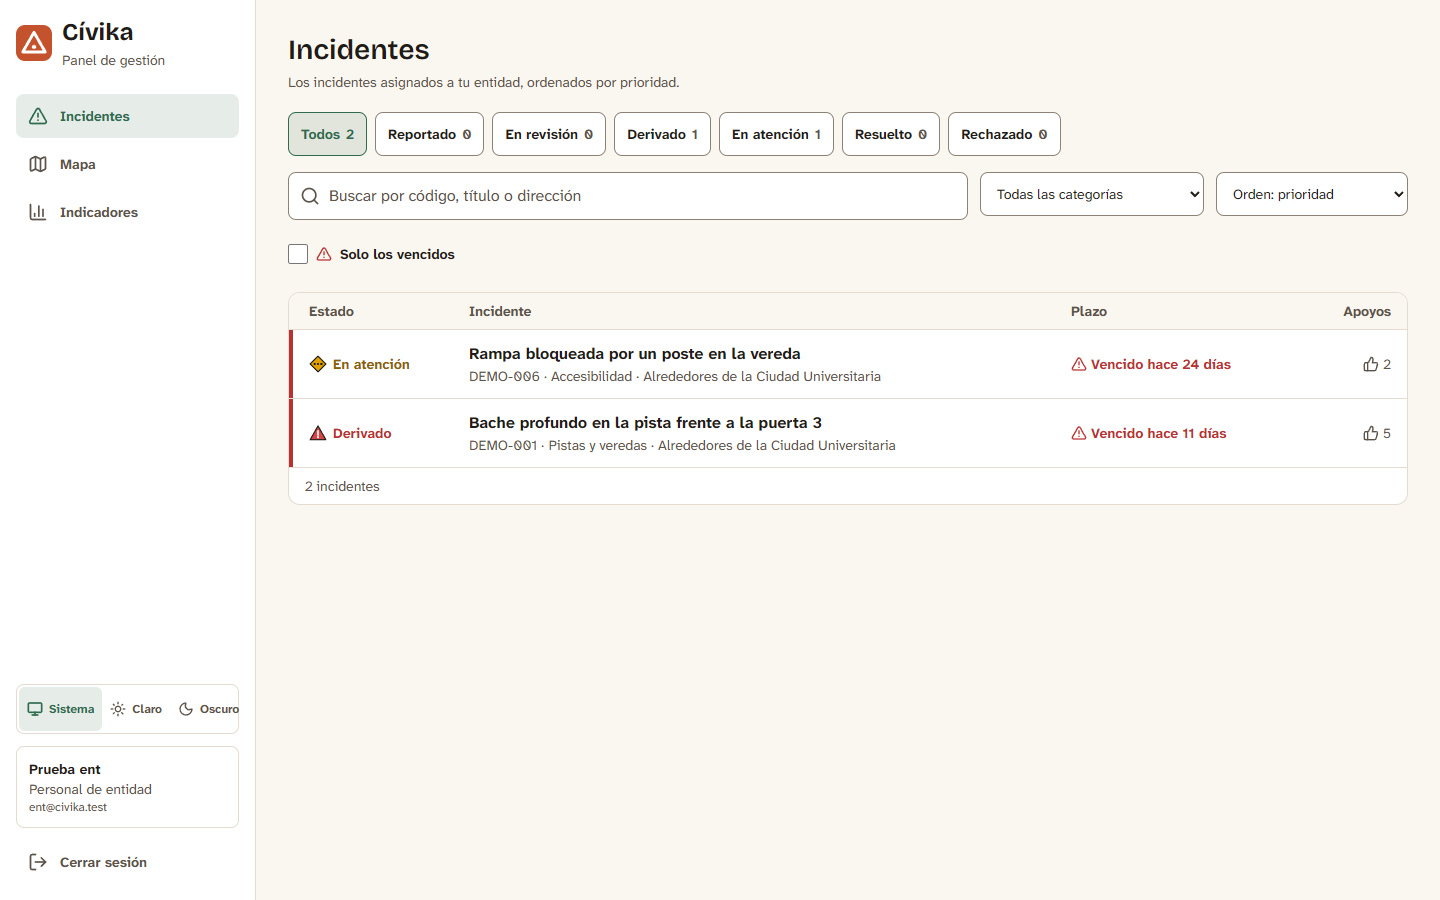 Cívika
Panel de gestión
Incidentes
Mapa
Indicadores
Sistema
Claro
Oscuro
Prueba ent
Personal de entidad
ent@civika.test
Cerrar sesión
Incidentes
Los incidentes asignados a tu entidad, ordenados por prioridad.
Todos 2
Reportado 0
En revisión 0
Derivado 1
En atención 1
Resuelto 0
Rechazado 0
Buscar por código, título o dirección
Todas las categorías
Orden: prioridad
Solo los vencidos
Estado Incidente Plazo Apoyos
En atención
Rampa bloqueada por un poste en la vereda
DEMO-006 · Accesibilidad · Alrededores de la Ciudad Universitaria
Vencido hace 24 días
2
Derivado
Bache profundo en la pista frente a la puerta 3
DEMO-001 · Pistas y veredas · Alrededores de la Ciudad Universitaria
Vencido hace 11 días
5
2 incidentes